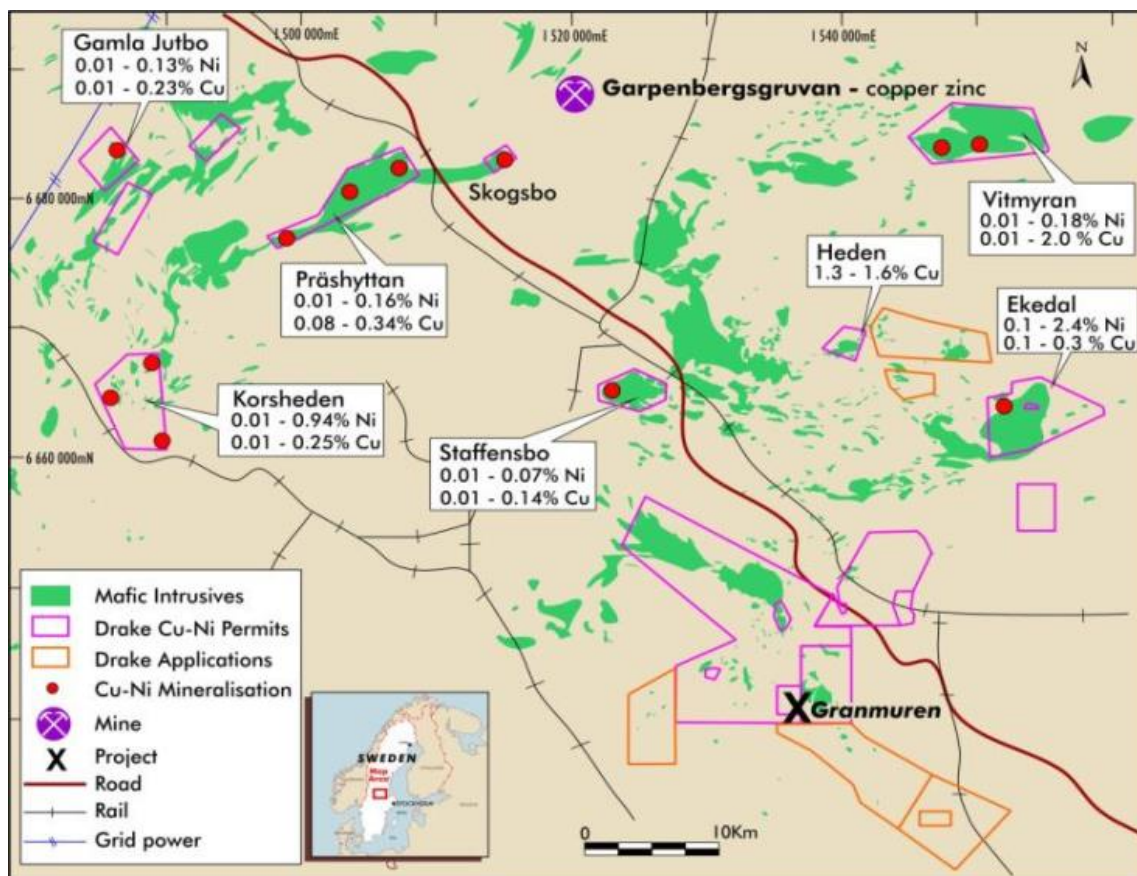 1 500 000mE
1 520 000mE
1 540 000mE
N
Gamla Jutbo
0.01 - 0.13% Ni
0.01 - 0.23% Cu
Garpenbergsgruvan - copper zinc
Skogsbo
6 680 000mN
Vitmyran
0.01 - 0.18% Ni
0.01 - 2.0 % Cu
Präshyttan
0.01 - 0.16% Ni
0.08 - 0.34% Cu
Heden
1.3 - 1.6% Cu
Ekedal
0.1 - 2.4% Ni
0.1 - 0.3 % Cu
Korsheden
0.01 - 0.94% Ni
0.01 - 0.25% Cu
Staffensbo
0.01 - 0.07% Ni
0.01 - 0.14% Cu
6 660 000mN
Mafic Intrusives
Drake Cu-Ni Permits
Drake Applications
Cu-Ni Mineralisation
Mine
X Project
Road
Rail
Grid power
SWEDEN
Map
Area
STOCKHOLM
X Granmuren
0 10Km